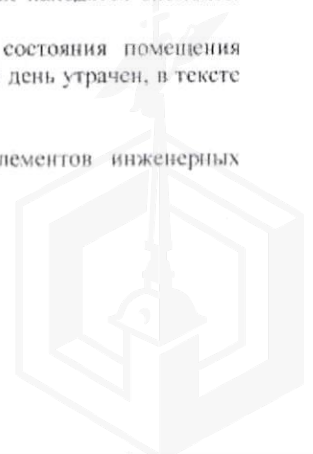 состояния помещения
день утрачен, в тексте
лементов инженерных